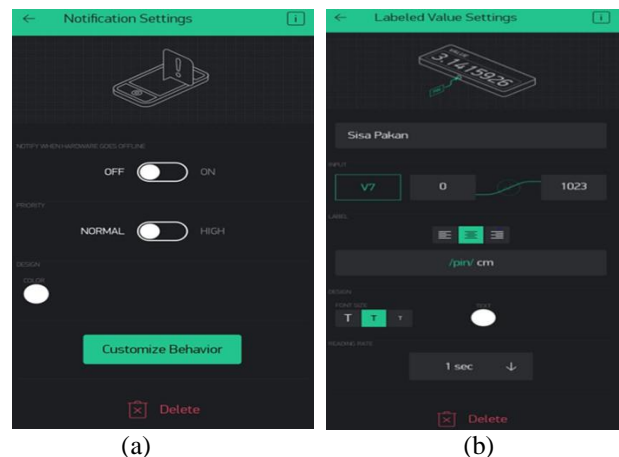 Notification Settings
i
NOTIFY WHEN HARDWARE GOES OFFLINE
OFF ON
PRIORITY
NORMAL HIGH
DESIGN
COLOR
Customize Behavior
Delete
(a)
Labeled Value Settings
i
VALUE
3.1415926
Sisa Pakan
INPUT
V7 0 1023
LABEL
/pin/ cm
DESIGN
FONT SIZE TEXT
T T T
READING RATE
1 sec
Delete
(b)